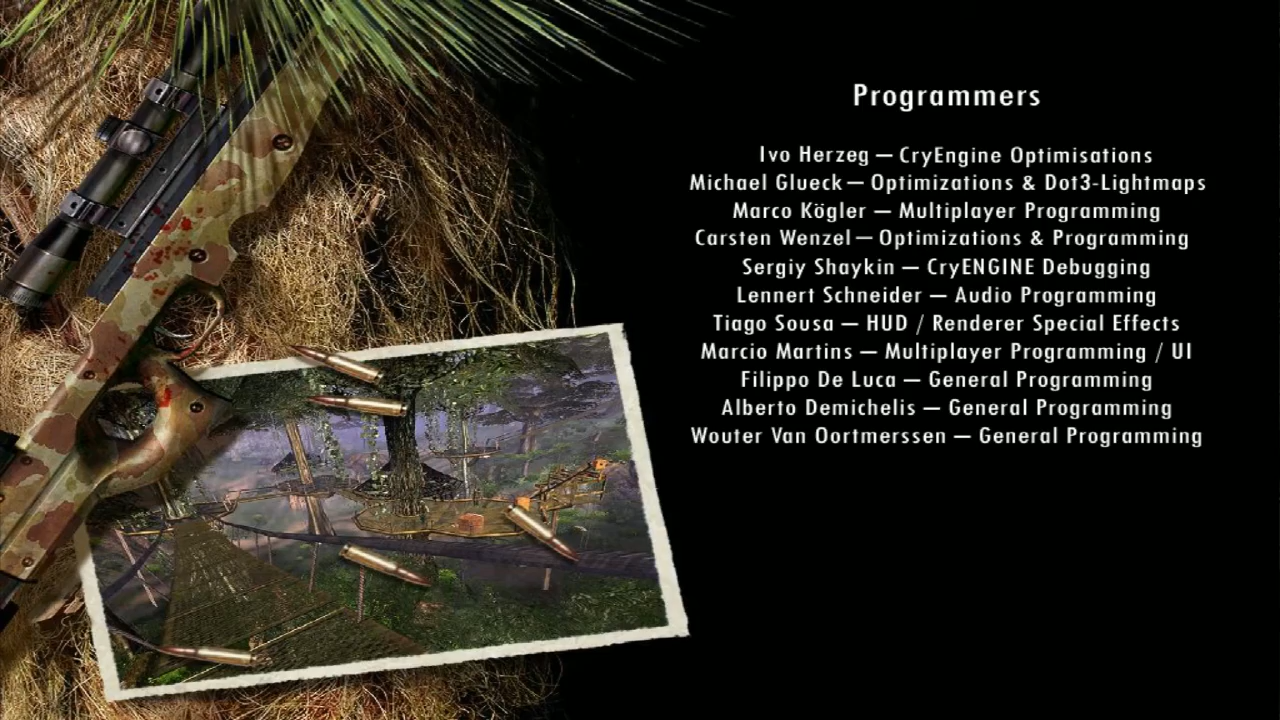 Programmers
Ivo Herzeg — CryEngine Optimisations
Michael Glueck — Optimizations & Dot3-Lightmaps
Marco Kögler — Multiplayer Programming
Carsten Wenzel — Optimizations & Programming
Sergiy Shaykin — CryENGINE Debugging
Lennert Schneider — Audio Programming
Tiago Sousa — HUD / Renderer Special Effects
Marcio Martins — Multiplayer Programming / UI
Filippo De Luca — General Programming
Alberto Demichelis — General Programming
Wouter Van Oortmerssen — General Programming